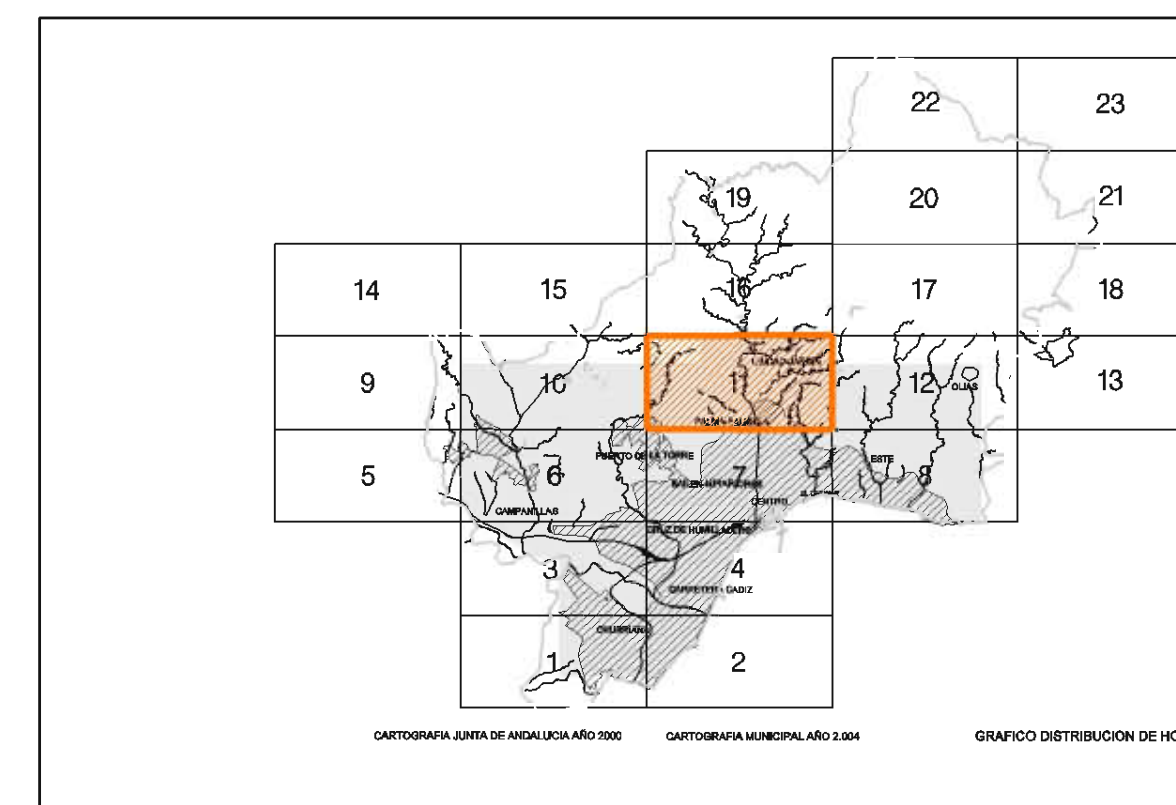 22 23
19 20 21
14 15 16 17 18
9 10 11 12 13
OLIAS
PUERTO DE LA TORRE ESTE
5 6 7 8
CENTRO
CAMPANILLAS
CRUZ DE HUMILLADERO
3 4
CHURRIANA
1 2
CARTOGRAFIA JUNTA DE ANDALUCIA AÑO 2000 CARTOGRAFIA MUNICIPAL AÑO 2.004 GRAFICO DISTRIBUCION DE HO